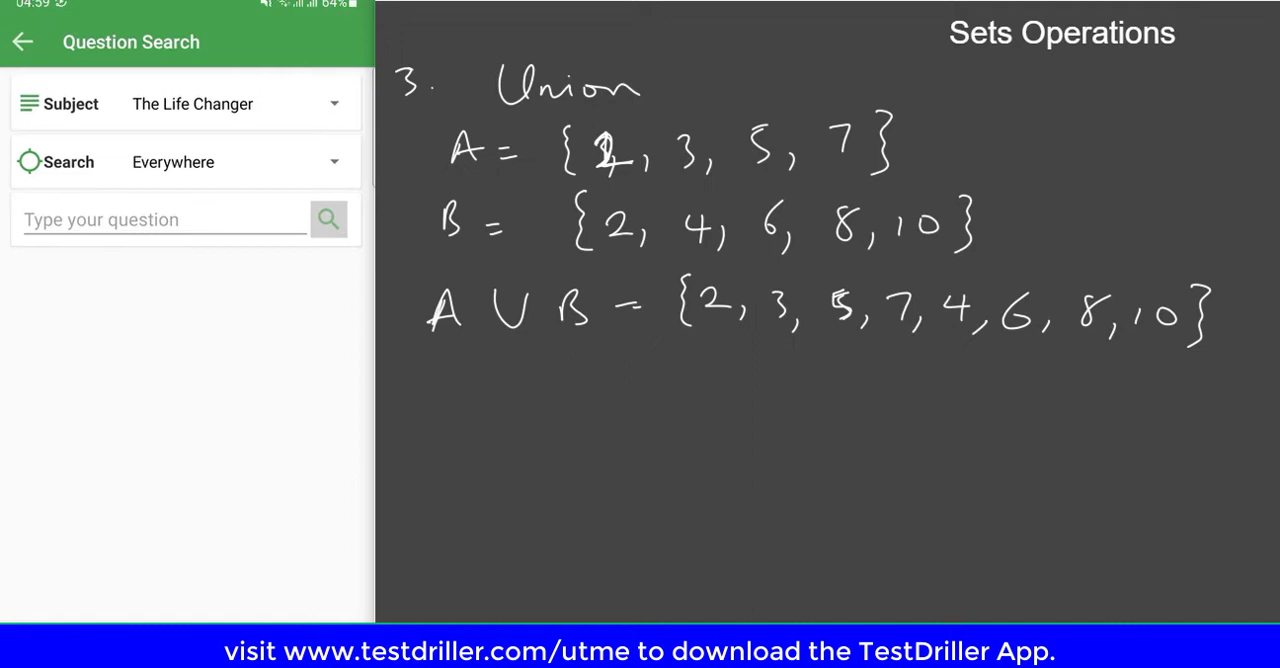 04:59
64%
Question Search
Subject The Life Changer
Search Everywhere
Type your question
Sets Operations
3. Union
A = { 2, 3, 5, 7 }
B = { 2, 4, 6, 8, 10 }
A ∪ B = { 2, 3, 5, 7, 4, 6, 8, 10 }
visit www.testdriller.com/utme to download the TestDriller App.